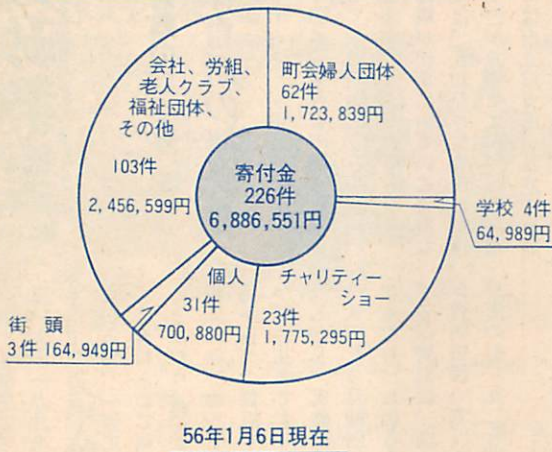 会社、労組、
老人クラブ、
福祉団体、
その他
103件
2,456,599円
町会婦人団体
62件
1,723,839円
寄付金
226件
6,886,551円
学校 4件
64,989円
個人
31件
700,880円
チャリティー
ショー
23件
1,775,295円
街 頭
3件 164,949円
56年1月6日現在